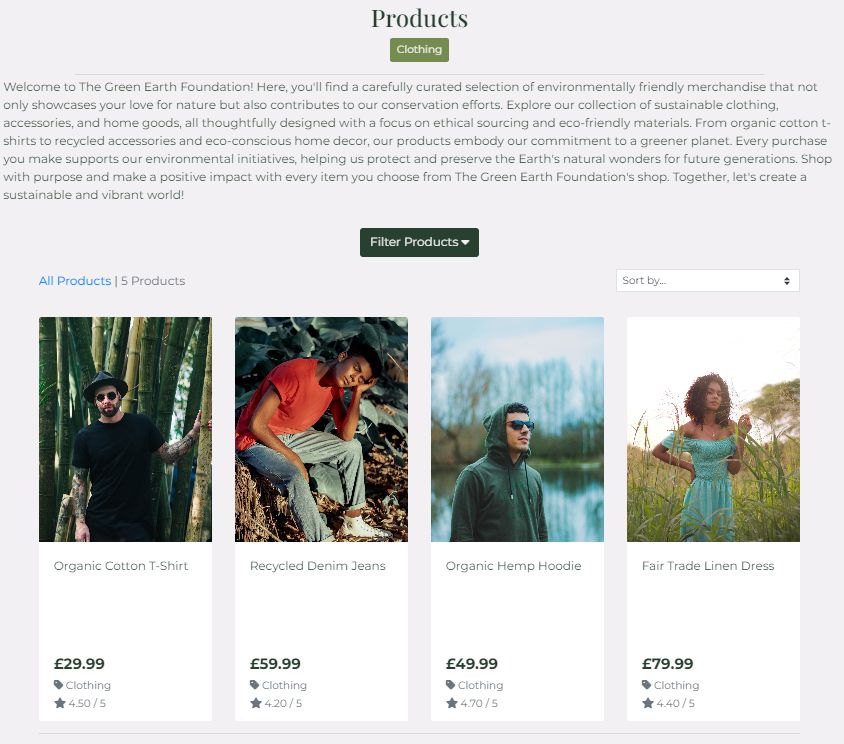 Products
Clothing
Welcome to The Green Earth Foundation! Here, you'll find a carefully curated selection of environmentally friendly merchandise that not
only showcases your love for nature but also contributes to our conservation efforts. Explore our collection of sustainable clothing,
accessories, and home goods, all thoughtfully designed with a focus on ethical sourcing and eco-friendly materials. From organic cotton t-
shirts to recycled accessories and eco-conscious home decor, our products embody our commitment to a greener planet. Every purchase
you make supports our environmental initiatives, helping us protect and preserve the Earth's natural wonders for future generations. Shop
with purpose and make a positive impact with every item you choose from The Green Earth Foundation's shop. Together, let's create a
sustainable and vibrant world!
Filter Products
All Products | 5 Products
Sort by...
Organic Cotton T-Shirt
£29.99
Clothing
4.50 / 5
Recycled Denim Jeans
£59.99
Clothing
4.20 / 5
Organic Hemp Hoodie
£49.99
Clothing
4.70 / 5
Fair Trade Linen Dress
£79.99
Clothing
4.40 / 5